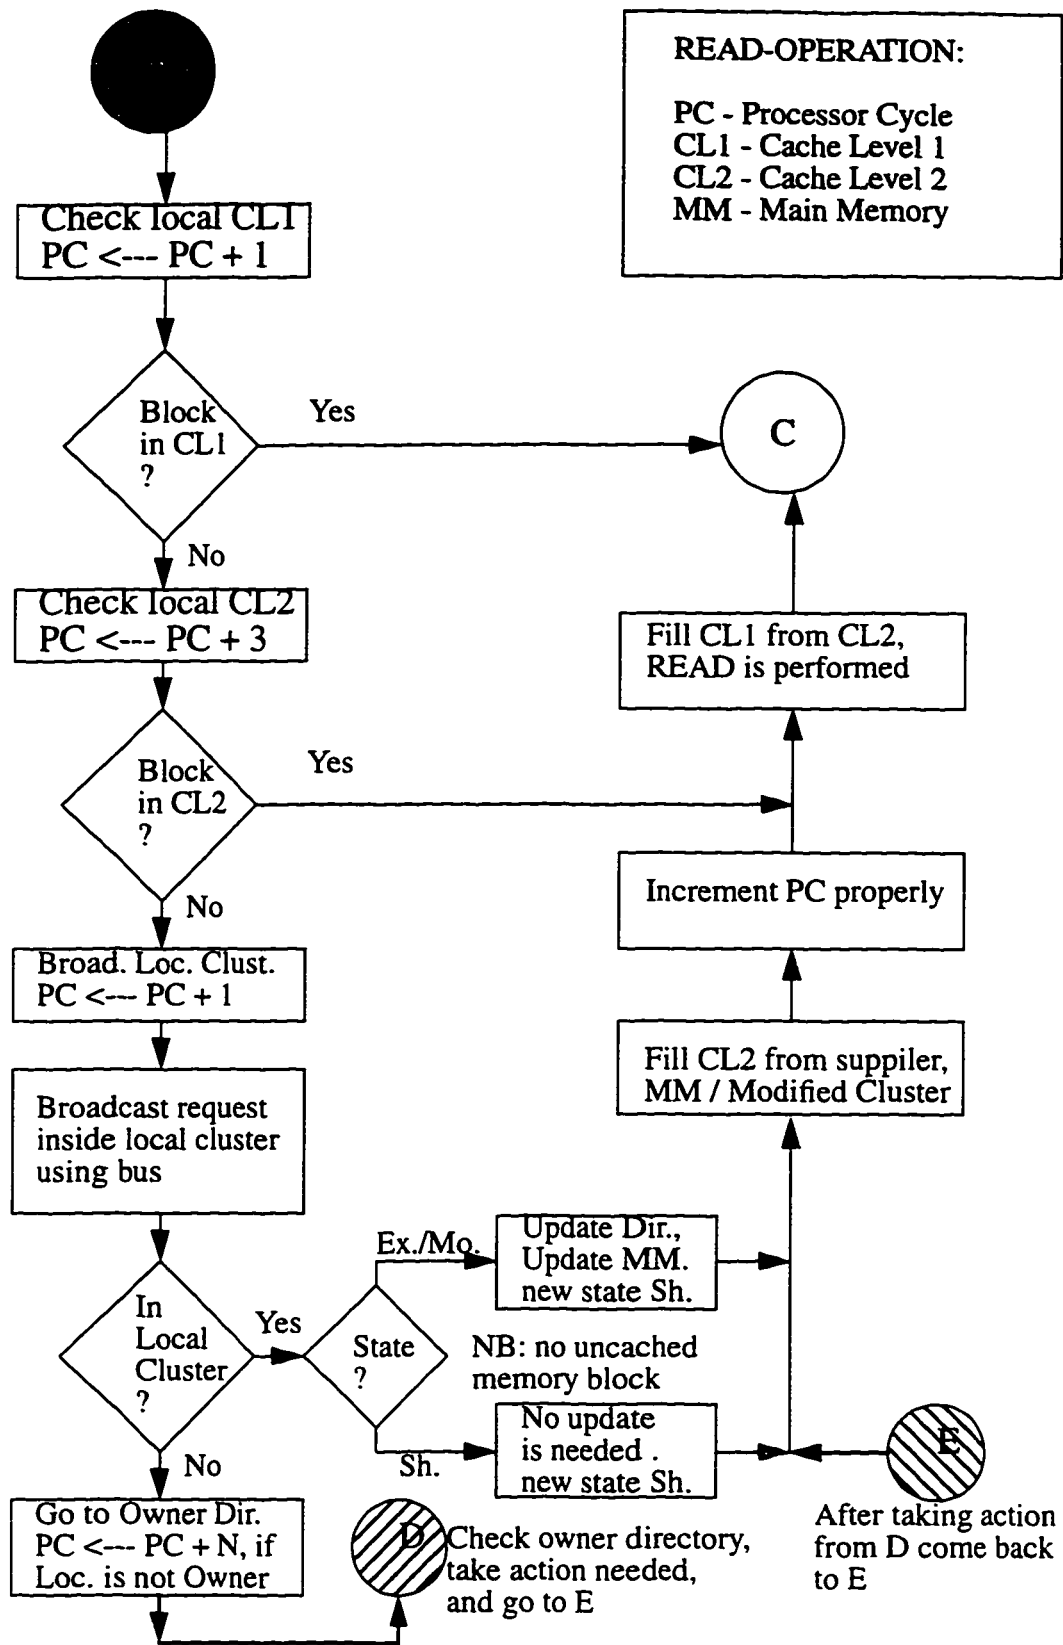 READ-OPERATION:
PC - Processor Cycle
CL1 - Cache Level 1
CL2 - Cache Level 2
MM - Main Memory
Check local CL1
PC <--- PC + 1
Block
in CL1
?
Yes
C
No
Check local CL2
PC <--- PC + 3
Fill CL1 from CL2,
READ is performed
Block
in CL2
?
Yes
Increment PC properly
No
Broad. Loc. Clust.
PC <--- PC + 1
Fill CL2 from suppiler,
MM / Modified Cluster
Broadcast request
inside local cluster
using bus
In
Local
Cluster
?
Yes
State
?
Ex./Mo.
Update Dir.,
Update MM.
new state Sh.
NB: no uncached
memory block
Sh.
No update
is needed .
new state Sh.
E
After taking action
from D come back
to E
No
Go to Owner Dir.
PC <--- PC + N, if
Loc. is not Owner
D
Check owner directory,
take action needed,
and go to E